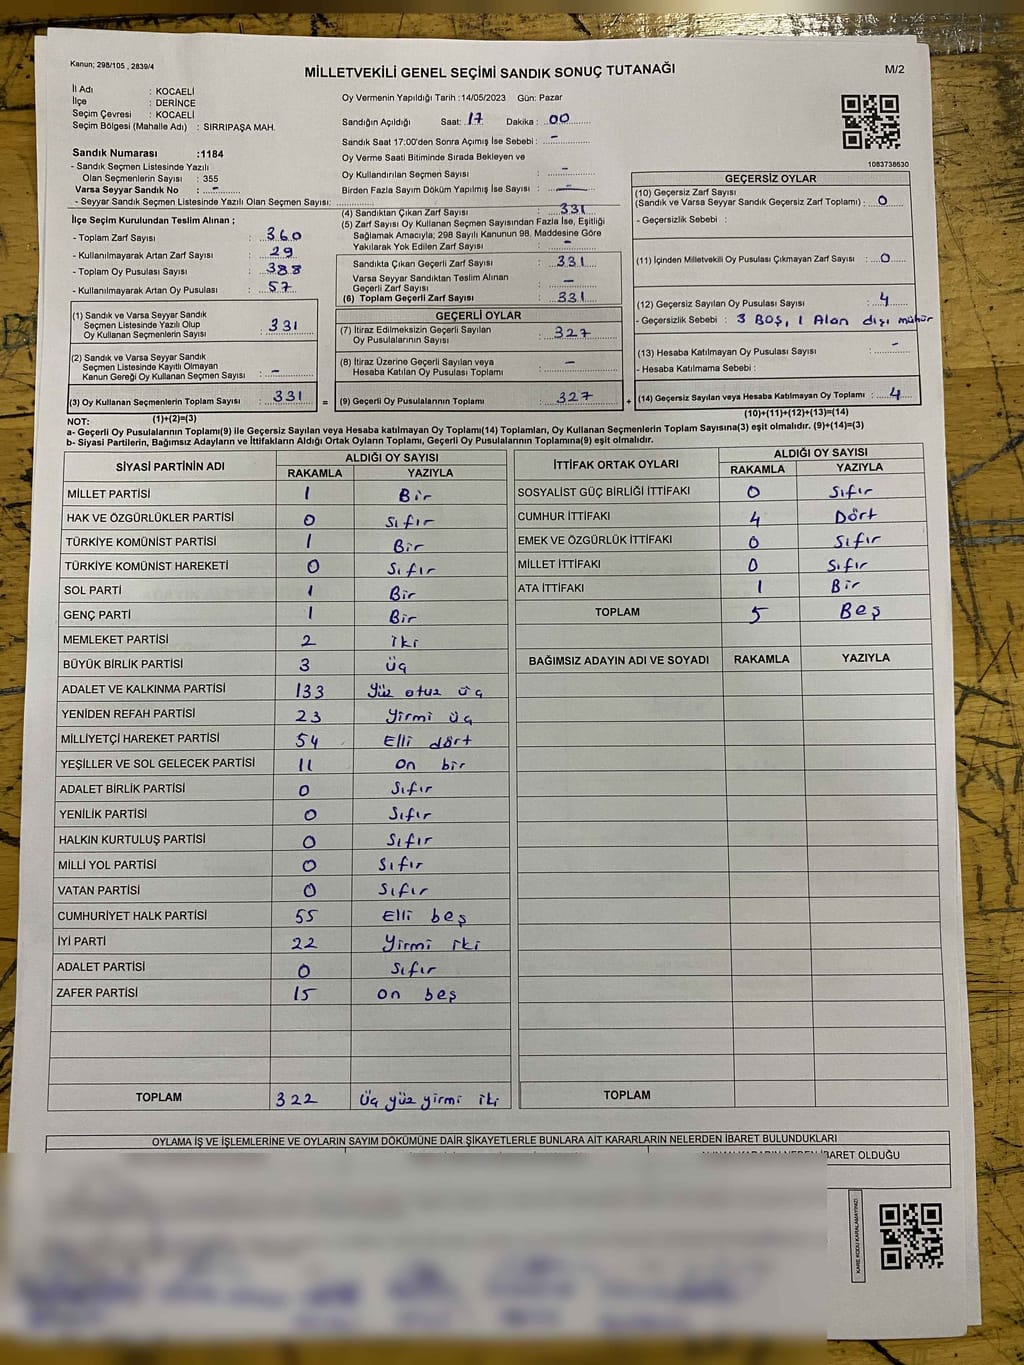 Kanun; 298/105 , 2839/4
MİLLETVEKİLİ GENEL SEÇİMİ SANDIK SONUÇ TUTANAĞI
M/2
İl Adı : KOCAELİ
İlçe : DERİNCE
Seçim Çevresi : KOCAELİ
Seçim Bölgesi (Mahalle Adı) : SIRRIPAŞA MAH.
Sandık Numarası :1184
- Sandık Seçmen Listesinde Yazılı
Olan Seçmenlerin Sayısı : 355
Varsa Seyyar Sandık No : -
- Seyyar Sandık Seçmen Listesinde Yazılı Olan Seçmen Sayısı:
Oy Vermenin Yapıldığı Tarih :14/05/2023 Gün: Pazar
Sandığın Açıldığı Saat: 17 Dakika : 00
Sandık Saat 17:00'den Sonra Açımış İse Sebebi : -
Oy Verme Saati Bitiminde Sırada Bekleyen ve
Oy Kullandırılan Seçmen Sayısı : -
Birden Fazla Sayım Döküm Yapılmış İse Sayısı : -
1083738630
İlçe Seçim Kurulundan Teslim Alınan ;
- Toplam Zarf Sayısı : 360
- Kullanılmayarak Artan Zarf Sayısı : 29
- Toplam Oy Pusulası Sayısı : 388
- Kullanılmayarak Artan Oy Pusulası : 57
(1) Sandık ve Varsa Seyyar Sandık
Seçmen Listesinde Yazılı Olup
Oy Kullanan Seçmenlerin Sayısı : 331
(2) Sandık ve Varsa Seyyar Sandık
Seçmen Listesinde Kayıtlı Olmayan
Kanun Gereği Oy Kullanan Seçmen Sayısı : -
(3) Oy Kullanan Seçmenlerin Toplam Sayısı : 331 =
(4) Sandıktan Çıkan Zarf Sayısı : 331
(5) Zarf Sayısı Oy Kullanan Seçmen Sayısından Fazla İse, Eşitliği
Sağlamak Amacıyla; 298 Sayılı Kanunun 98. Maddesine Göre
Yakılarak Yok Edilen Zarf Sayısı : -
Sandıkta Çıkan Geçerli Zarf Sayısı : 331
Varsa Seyyar Sandıktan Teslim Alınan
Geçerli Zarf Sayısı : -
(6) Toplam Geçerli Zarf Sayısı : 331
GEÇERLİ OYLAR
(7) İtiraz Edilmeksizin Geçerli Sayılan
Oy Pusulalarının Sayısı : 327
(8) İtiraz Üzerine Geçerli Sayılan veya
Hesaba Katılan Oy Pusulası Toplamı : -
(9) Geçerli Oy Pusulalarının Toplamı : 327 +
GEÇERSİZ OYLAR
(10) Geçersiz Zarf Sayısı
(Sandık ve Varsa Seyyar Sandık Geçersiz Zarf Toplamı) : 0
- Geçersizlik Sebebi :
(11) İçinden Milletvekili Oy Pusulası Çıkmayan Zarf Sayısı : 0
(12) Geçersiz Sayılan Oy Pusulası Sayısı : 4
- Geçersizlik Sebebi : 3 BOŞ, 1 Alan dışı mühür
(13) Hesaba Katılmayan Oy Pusulası Sayısı : -
- Hesaba Katılmama Sebebi :
(14) Geçersiz Sayılan veya Hesaba Katılmayan Oy Toplamı : 4
NOT: (1)+(2)=(3) (10)+(11)+(12)+(13)=(14)
a- Geçerli Oy Pusulalarının Toplamı(9) ile Geçersiz Sayılan veya Hesaba Katılmayan Oy Toplamı(14) Toplamları, Oy Kullanan Seçmenlerin Toplam Sayısına(3) eşit olmalıdır. (9)+(14)=(3)
b- Siyasi Partilerin, Bağımsız Adayların ve İttifakların Aldığı Ortak Oyların Toplamı, Geçerli Oy Pusulalarının Toplamına(9) eşit olmalıdır.
SİYASİ PARTİNİN ADI ALDIĞI OY SAYISI
RAKAMLA YAZIYLA
MİLLET PARTİSİ 1 Bir
HAK VE ÖZGÜRLÜKLER PARTİSİ 0 Sıfır
TÜRKİYE KOMÜNİST PARTİSİ 1 Bir
TÜRKİYE KOMÜNİST HAREKETİ 0 Sıfır
SOL PARTİ 1 Bir
GENÇ PARTİ 1 Bir
MEMLEKET PARTİSİ 2 iki
BÜYÜK BİRLİK PARTİSİ 3 üç
ADALET VE KALKINMA PARTİSİ 133 Yüz otuz üç
YENİDEN REFAH PARTİSİ 23 Yirmi üç
MİLLİYETÇİ HAREKET PARTİSİ 54 Elli dört
YEŞİLLER VE SOL GELECEK PARTİSİ 11 On bir
ADALET BİRLİK PARTİSİ 0 Sıfır
YENİLİK PARTİSİ 0 Sıfır
HALKIN KURTULUŞ PARTİSİ 0 Sıfır
MİLLİ YOL PARTİSİ 0 Sıfır
VATAN PARTİSİ 0 Sıfır
CUMHURİYET HALK PARTİSİ 55 Elli beş
İYİ PARTİ 22 Yirmi iki
ADALET PARTİSİ 0 Sıfır
ZAFER PARTİSİ 15 On beş
TOPLAM 322 Üç yüz yirmi iki
İTTİFAK ORTAK OYLARI ALDIĞI OY SAYISI
RAKAMLA YAZIYLA
SOSYALİST GÜÇ BİRLİĞİ İTTİFAKI 0 Sıfır
CUMHUR İTTİFAKI 4 Dört
EMEK VE ÖZGÜRLÜK İTTİFAKI 0 Sıfır
MİLLET İTTİFAKI 0 Sıfır
ATA İTTİFAKI 1 Bir
TOPLAM 5 Beş
BAĞIMSIZ ADAYIN ADI VE SOYADI RAKAMLA YAZIYLA
TOPLAM
OYLAMA İŞ VE İŞLEMLERİNE VE OYLARIN SAYIM DÖKÜMÜNE DAİR ŞİKAYETLERLE BUNLARA AİT KARARLARIN NELERDEN İBARET BULUNDUKLARI
İBARET OLDUĞU
KARE KODU KARALAMAYINIZ!